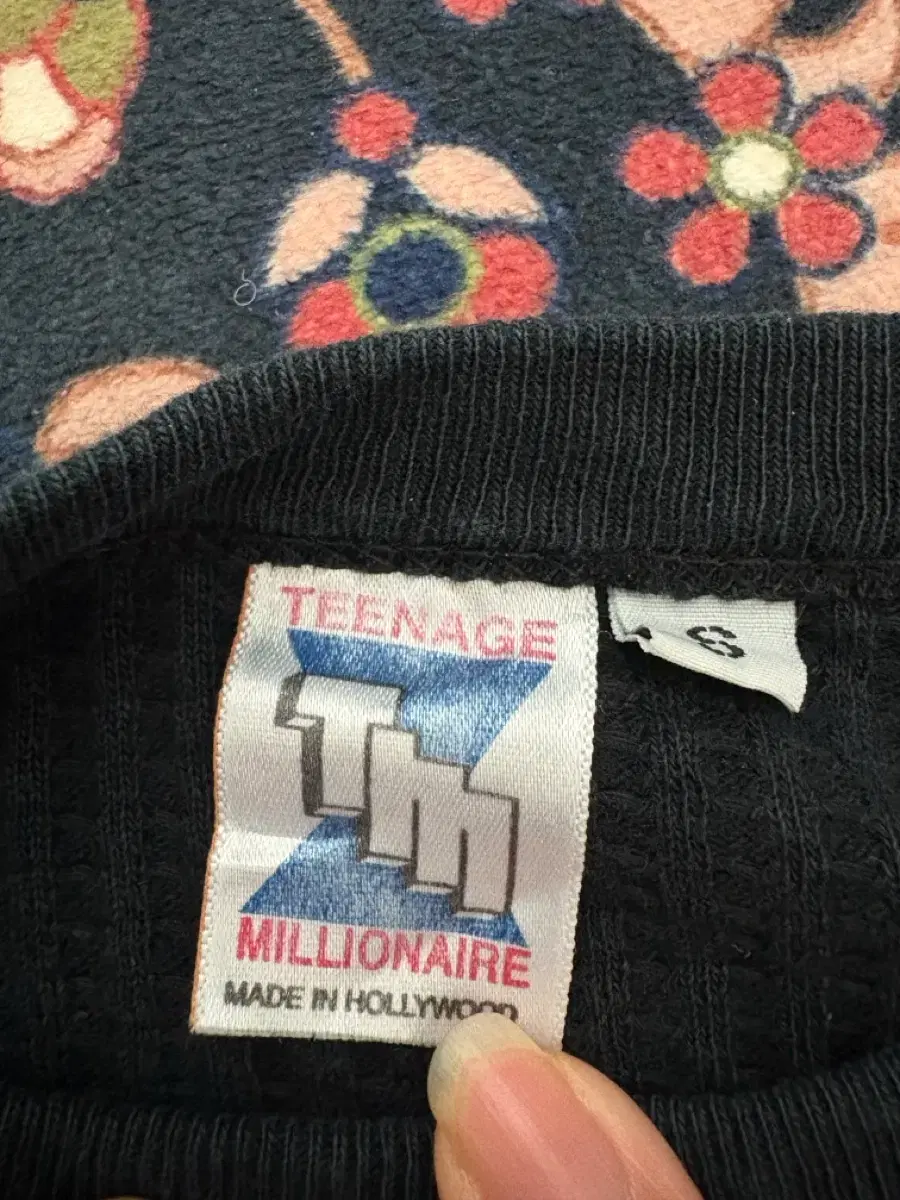 TEENAGE
TM
MILLIONAIRE
MADE IN HOLLYWOOD
S